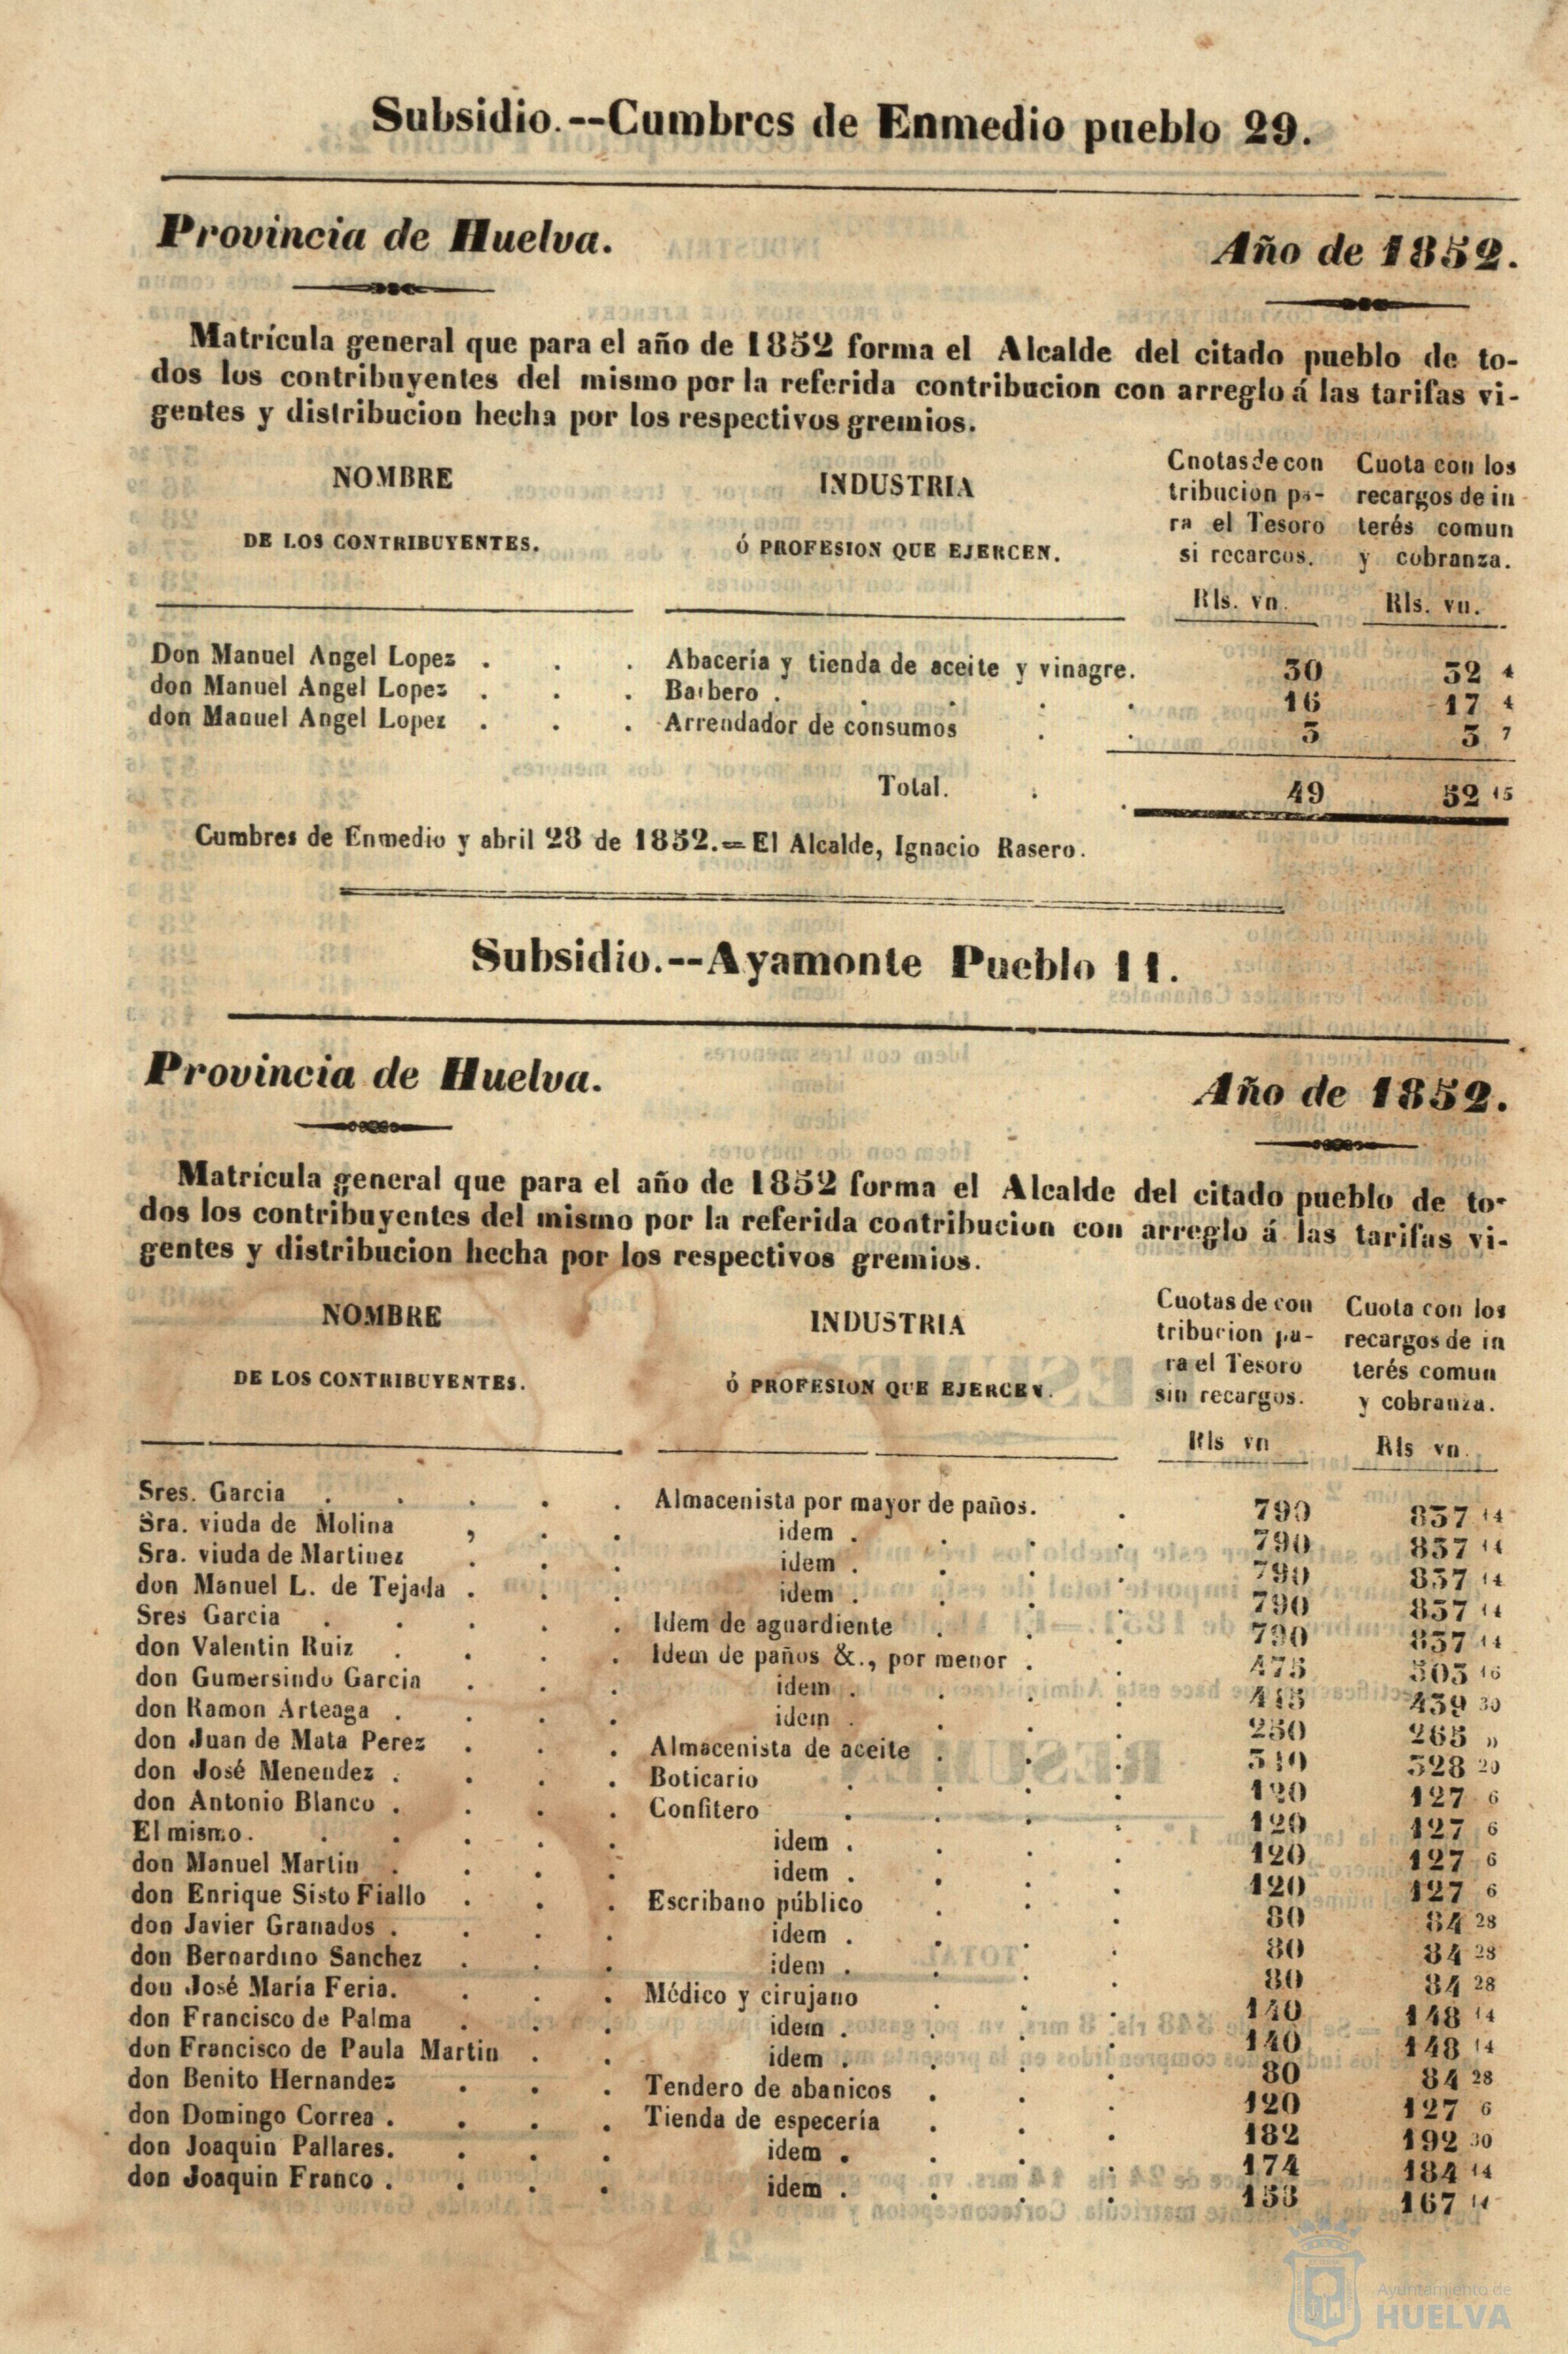 Subsidio.--Cumbres de Enmedio pueblo 29.
Provincia de Huelva.
Año de 1852.
Matrícula general que para el año de 1852 forma el Alcalde del citado pueblo de to-
dos los contribuyentes del mismo por la referida contribucion con arreglo á las tarifas vi-
gentes y distribucion hecha por los respectivos gremios.
NOMBRE
DE LOS CONTRIBUYENTES.
INDUSTRIA
Ó PROFESION QUE EJERCEN.
Cnotas de con
tribucion pa-
ra el Tesoro
si recarcos.
Rls. vn.
Cuota con los
recargos de in
terés comun
y cobranza.
Rls. vn.
Don Manuel Angel Lopez . . . Abacería y tienda de aceite y vinagre. 30 32 4
don Manuel Angel Lopez . . . Barbero . . . . . 16 17 4
don Manuel Angel Lopez . . . Arrendador de consumos . . 3 3 7
Total. . . 49 52 15
Cumbres de Enmedio y abril 28 de 1852.=El Alcalde, Ignacio Rasero.
Subsidio.--Ayamonte Pueblo 11.
Provincia de Huelva.
Año de 1852.
Matrícula general que para el año de 1852 forma el Alcalde del citado pueblo de to-
dos los contribuyentes del mismo por la referida contribucion con arreglo á las tarifas vi-
gentes y distribucion hecha por los respectivos gremios.
NOMBRE
DE LOS CONTRIBUYENTES.
INDUSTRIA
Ó PROFESION QUE EJERCEN.
Cuotas de con
tribucion pa-
ra el Tesoro
sin recargos.
Rls vn
Cuota con los
recargos de in
terés comun
y cobranza.
Rls vn.
Sres. Garcia . . . . . Almacenista por mayor de paños. . 790 837 14
Sra. viuda de Molina , . . idem . . . . 790 837 14
Sra. viuda de Martinez . . . idem . . . . 790 837 14
don Manuel L. de Tejada . . . idem . . . . 790 837 14
Sres Garcia . . . . . Idem de aguardiente . . . 790 837 14
don Valentin Ruiz . . . . Idem de paños &., por menor . . 475 503 16
don Gumersindo Garcia . . . idem . . . . 415 439 30
don Ramon Arteaga . . . . idem . . . . 250 265 „
don Juan de Mata Perez . . . Almacenista de aceite . . . 310 328 20
don José Menendez . . . . Boticario . . . . 120 127 6
don Antonio Blanco . . . . Confitero . . . . 120 127 6
El mismo. . . . . . idem . . . . 120 127 6
don Manuel Martin . . . . idem . . . . 120 127 6
don Enrique Sisto Fiallo . . . Escribano público . . . 80 84 28
don Javier Granados . . . . idem . . . . 80 84 28
don Bernardino Sanchez . . . idem . . . . 80 84 28
don José María Feria. . . . Médico y cirujano . . . 140 148 14
don Francisco de Palma . . . idem . . . . 140 148 14
don Francisco de Paula Martin . . idem . . . . 80 84 28
don Benito Hernandez . . . Tendero de abanicos . . . 120 127 6
don Domingo Correa . . . . Tienda de especería . . . 182 192 30
don Joaquin Pallares. . . . idem . . . . 174 184 14
don Joaquin Franco . . . . idem . . . . 158 167
Ayuntamiento de
HUELVA